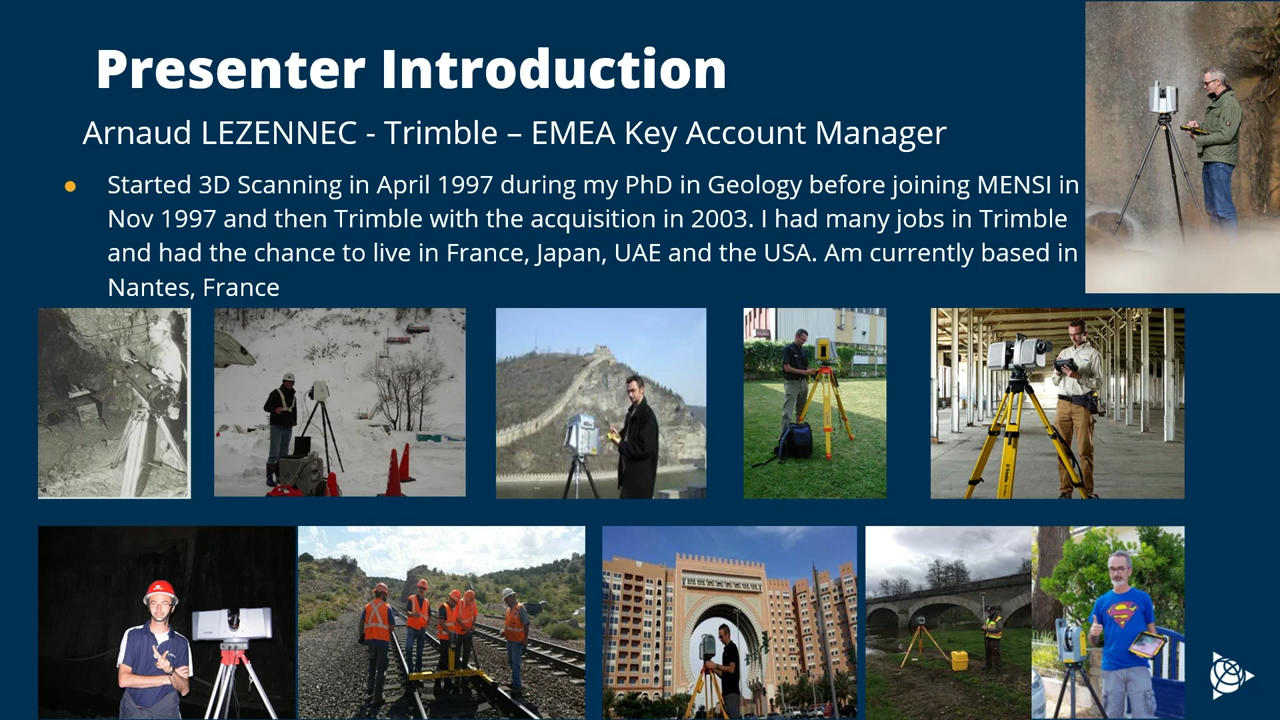 Presenter Introduction
Arnaud LEZENNEC - Trimble – EMEA Key Account Manager
● Started 3D Scanning in April 1997 during my PhD in Geology before joining MENSI in
Nov 1997 and then Trimble with the acquisition in 2003. I had many jobs in Trimble
and had the chance to live in France, Japan, UAE and the USA. Am currently based in
Nantes, France